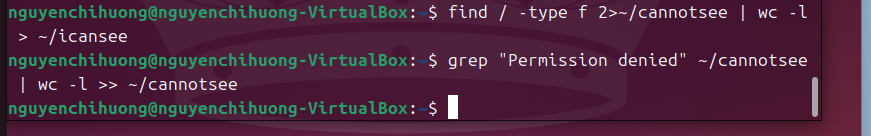 nguyenchihuong@nguyenchihuong-VirtualBox:~$ find / -type f 2>~/cannotsee | wc -l
> ~/icansee
nguyenchihuong@nguyenchihuong-VirtualBox:~$ grep "Permission denied" ~/cannotsee
| wc -l >> ~/cannotsee
nguyenchihuong@nguyenchihuong-VirtualBox:~$